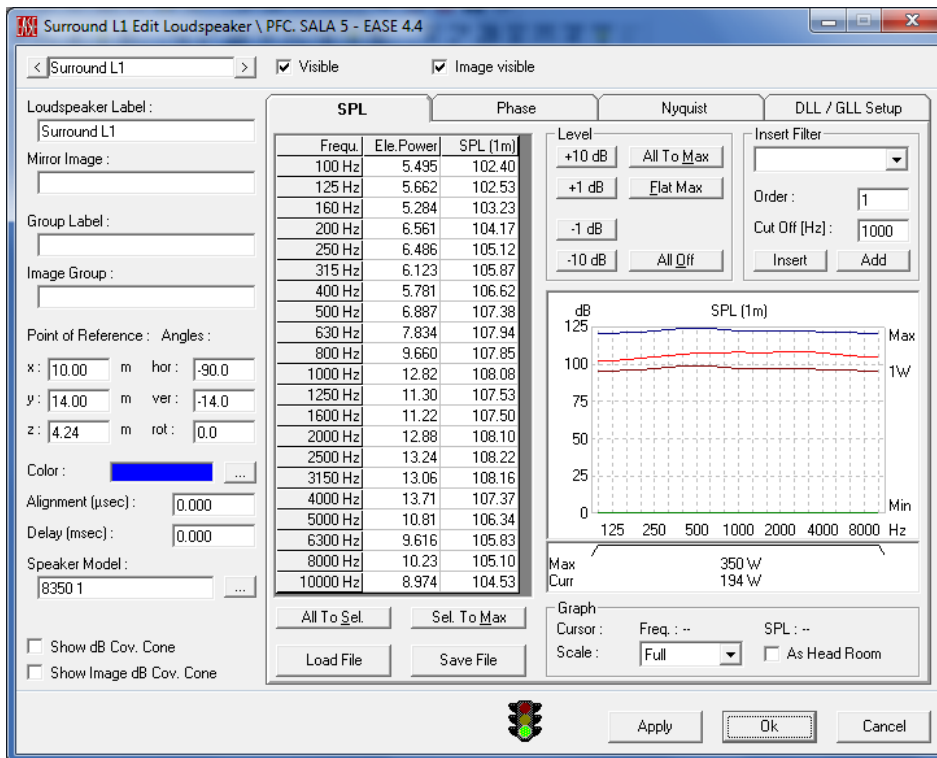 Surround L1 Edit Loudspeaker \ PFC. SALA 5 - EASE 4.4
< Surround L1 >
Visible
Image visible
Loudspeaker Label :
Surround L1
Mirror Image :
Group Label :
Image Group :
Point of Reference : Angles :
x : 10.00 m hor : -90.0
y : 14.00 m ver : -14.0
z : 4.24 m rot : 0.0
Color :
...
Alignment (µsec) : 0.000
Delay (msec) : 0.000
Speaker Model :
8350 1
...
Show dB Cov. Cone
Show Image dB Cov. Cone
SPL
Phase
Nyquist
DLL / GLL Setup
Frequ. Ele.Power SPL (1m)
100 Hz 5.495 102.40
125 Hz 5.662 102.53
160 Hz 5.284 103.23
200 Hz 6.561 104.17
250 Hz 6.486 105.12
315 Hz 6.123 105.87
400 Hz 5.781 106.62
500 Hz 6.887 107.38
630 Hz 7.834 107.94
800 Hz 9.660 107.85
1000 Hz 12.82 108.08
1250 Hz 11.30 107.53
1600 Hz 11.22 107.50
2000 Hz 12.88 108.10
2500 Hz 13.24 108.22
3150 Hz 13.06 108.16
4000 Hz 13.71 107.37
5000 Hz 10.81 106.34
6300 Hz 9.616 105.83
8000 Hz 10.23 105.10
10000 Hz 8.974 104.53
All To Sel.
Sel. To Max
Load File
Save File
Level
+10 dB
All To Max
+1 dB
Flat Max
-1 dB
-10 dB
All Off
Insert Filter
Order : 1
Cut Off [Hz] : 1000
Insert
Add
dB SPL (1m)
125
Max
100
1W
75
50
25
0
Min
125 250 500 1000 2000 4000 8000 Hz
Max 350 W
Curr 194 W
Graph
Cursor : Freq. : -- SPL : --
Scale : Full
As Head Room
Apply
Ok
Cancel